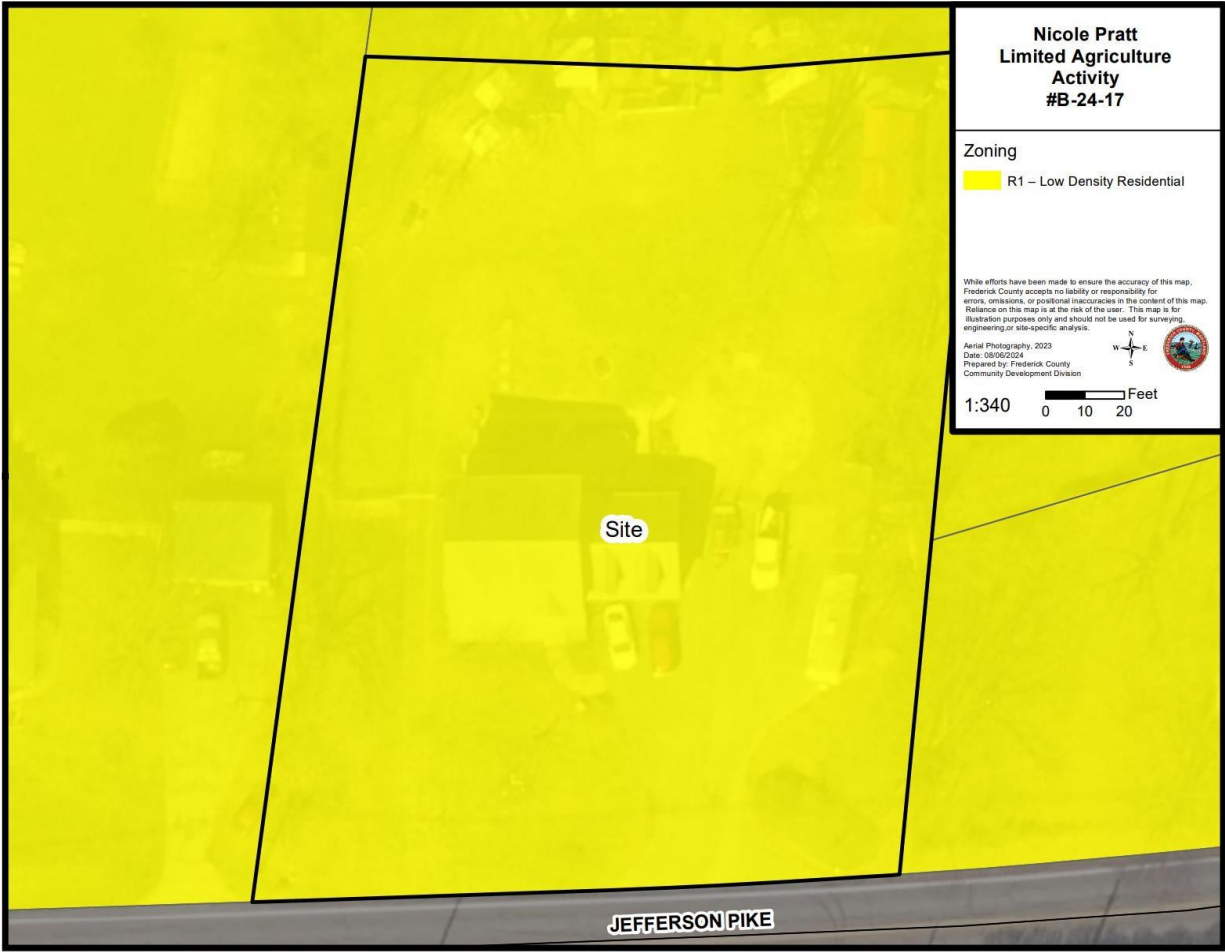 Nicole Pratt
Limited Agriculture
Activity
#B-24-17
Zoning
R1 – Low Density Residential
While efforts have been made to ensure the accuracy of this map,
Frederick County accepts no liability or responsibility for
errors, omissions, or positional inaccuracies in the content of this map.
Reliance on this map is at the risk of the user. This map is for
illustration purposes only and should not be used for surveying,
engineering,or site-specific analysis.
Aerial Photography, 2023
Date: 08/06/2024
Prepared by: Frederick County
Community Development Division
N
W E
S
1:340
Feet
0 10 20
Site
JEFFERSON PIKE